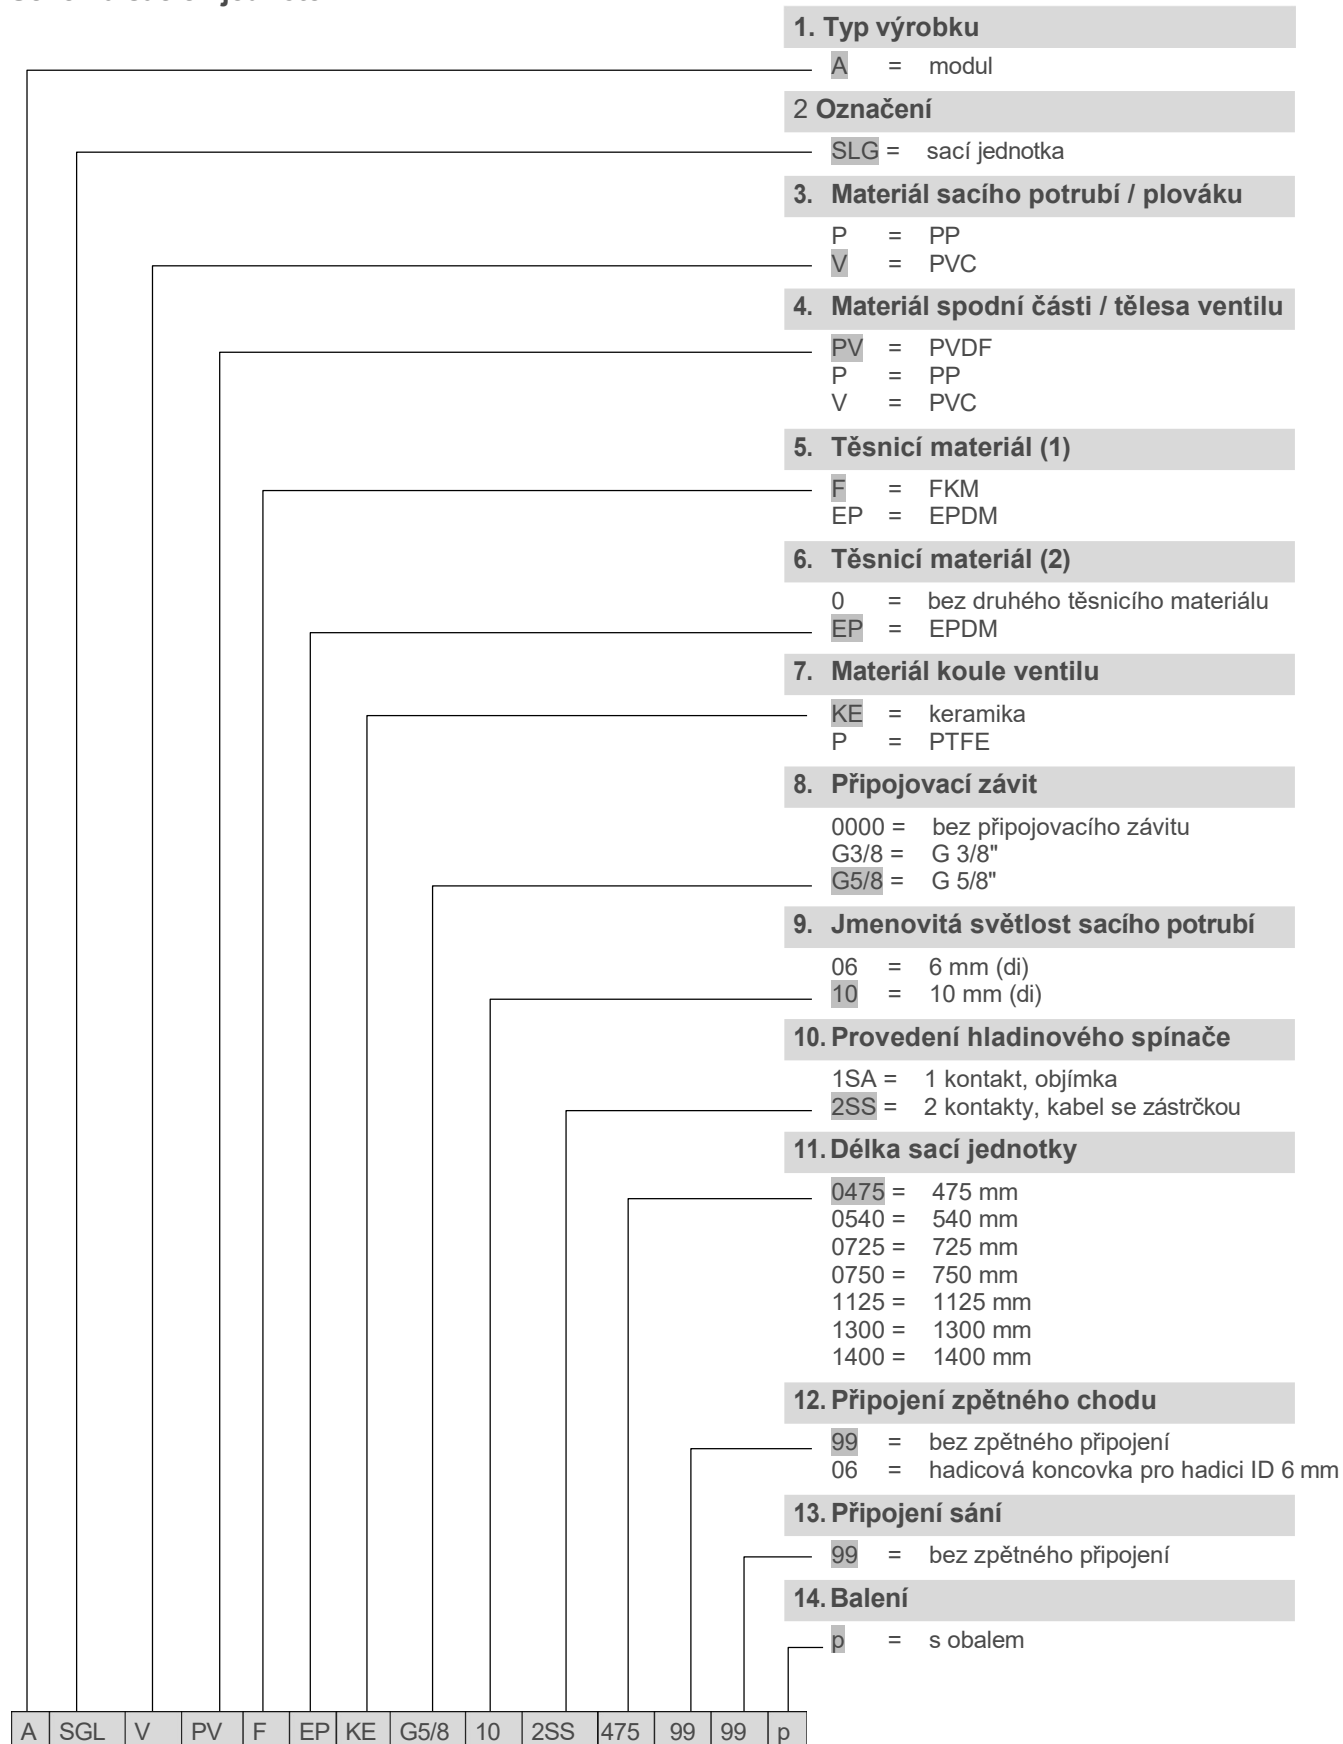 1. Typ výrobku
A = modul
2 Označení
SLG = sací jednotka
3. Materiál sacího potrubí / plováku
P = PP
V = PVC
4. Materiál spodní části / tělesa ventilu
PV = PVDF
P = PP
V = PVC
5. Těsnicí materiál (1)
F = FKM
EP = EPDM
6. Těsnicí materiál (2)
0 = bez druhého těsnicího materiálu
EP = EPDM
7. Materiál koule ventilu
KE = keramika
P = PTFE
8. Připojovací závit
0000 = bez připojovacího závitu
G3/8 = G 3/8"
G5/8 = G 5/8"
9. Jmenovitá světlost sacího potrubí
06 = 6 mm (di)
10 = 10 mm (di)
10. Provedení hladinového spínače
1SA = 1 kontakt, objímka
2SS = 2 kontakty, kabel se zástrčkou
11. Délka sací jednotky
0475 = 475 mm
0540 = 540 mm
0725 = 725 mm
0750 = 750 mm
1125 = 1125 mm
1300 = 1300 mm
1400 = 1400 mm
12. Připojení zpětného chodu
99 = bez zpětného připojení
06 = hadicová koncovka pro hadici ID 6 mm
13. Připojení sání
99 = bez zpětného připojení
14. Balení
p = s obalem
A SGL V PV F EP KE G5/8 10 2SS 475 99 99 p